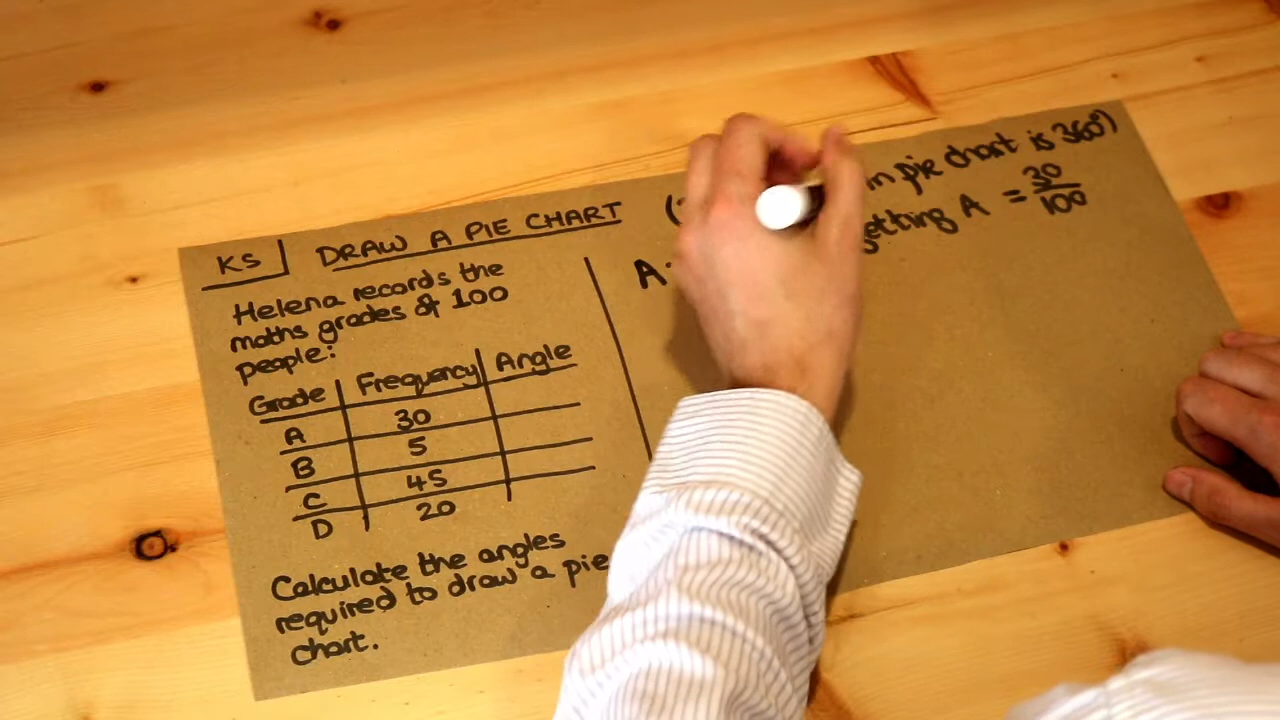 KS
DRAW A PIE CHART
Helena records the
maths grades of 100
people:
Grade Frequency Angle
A 30
B 5
C 45
D 20
Calculate the angles
required to draw a pie
chart.
in pie chart is 360°)
getting A = 30/100
A: